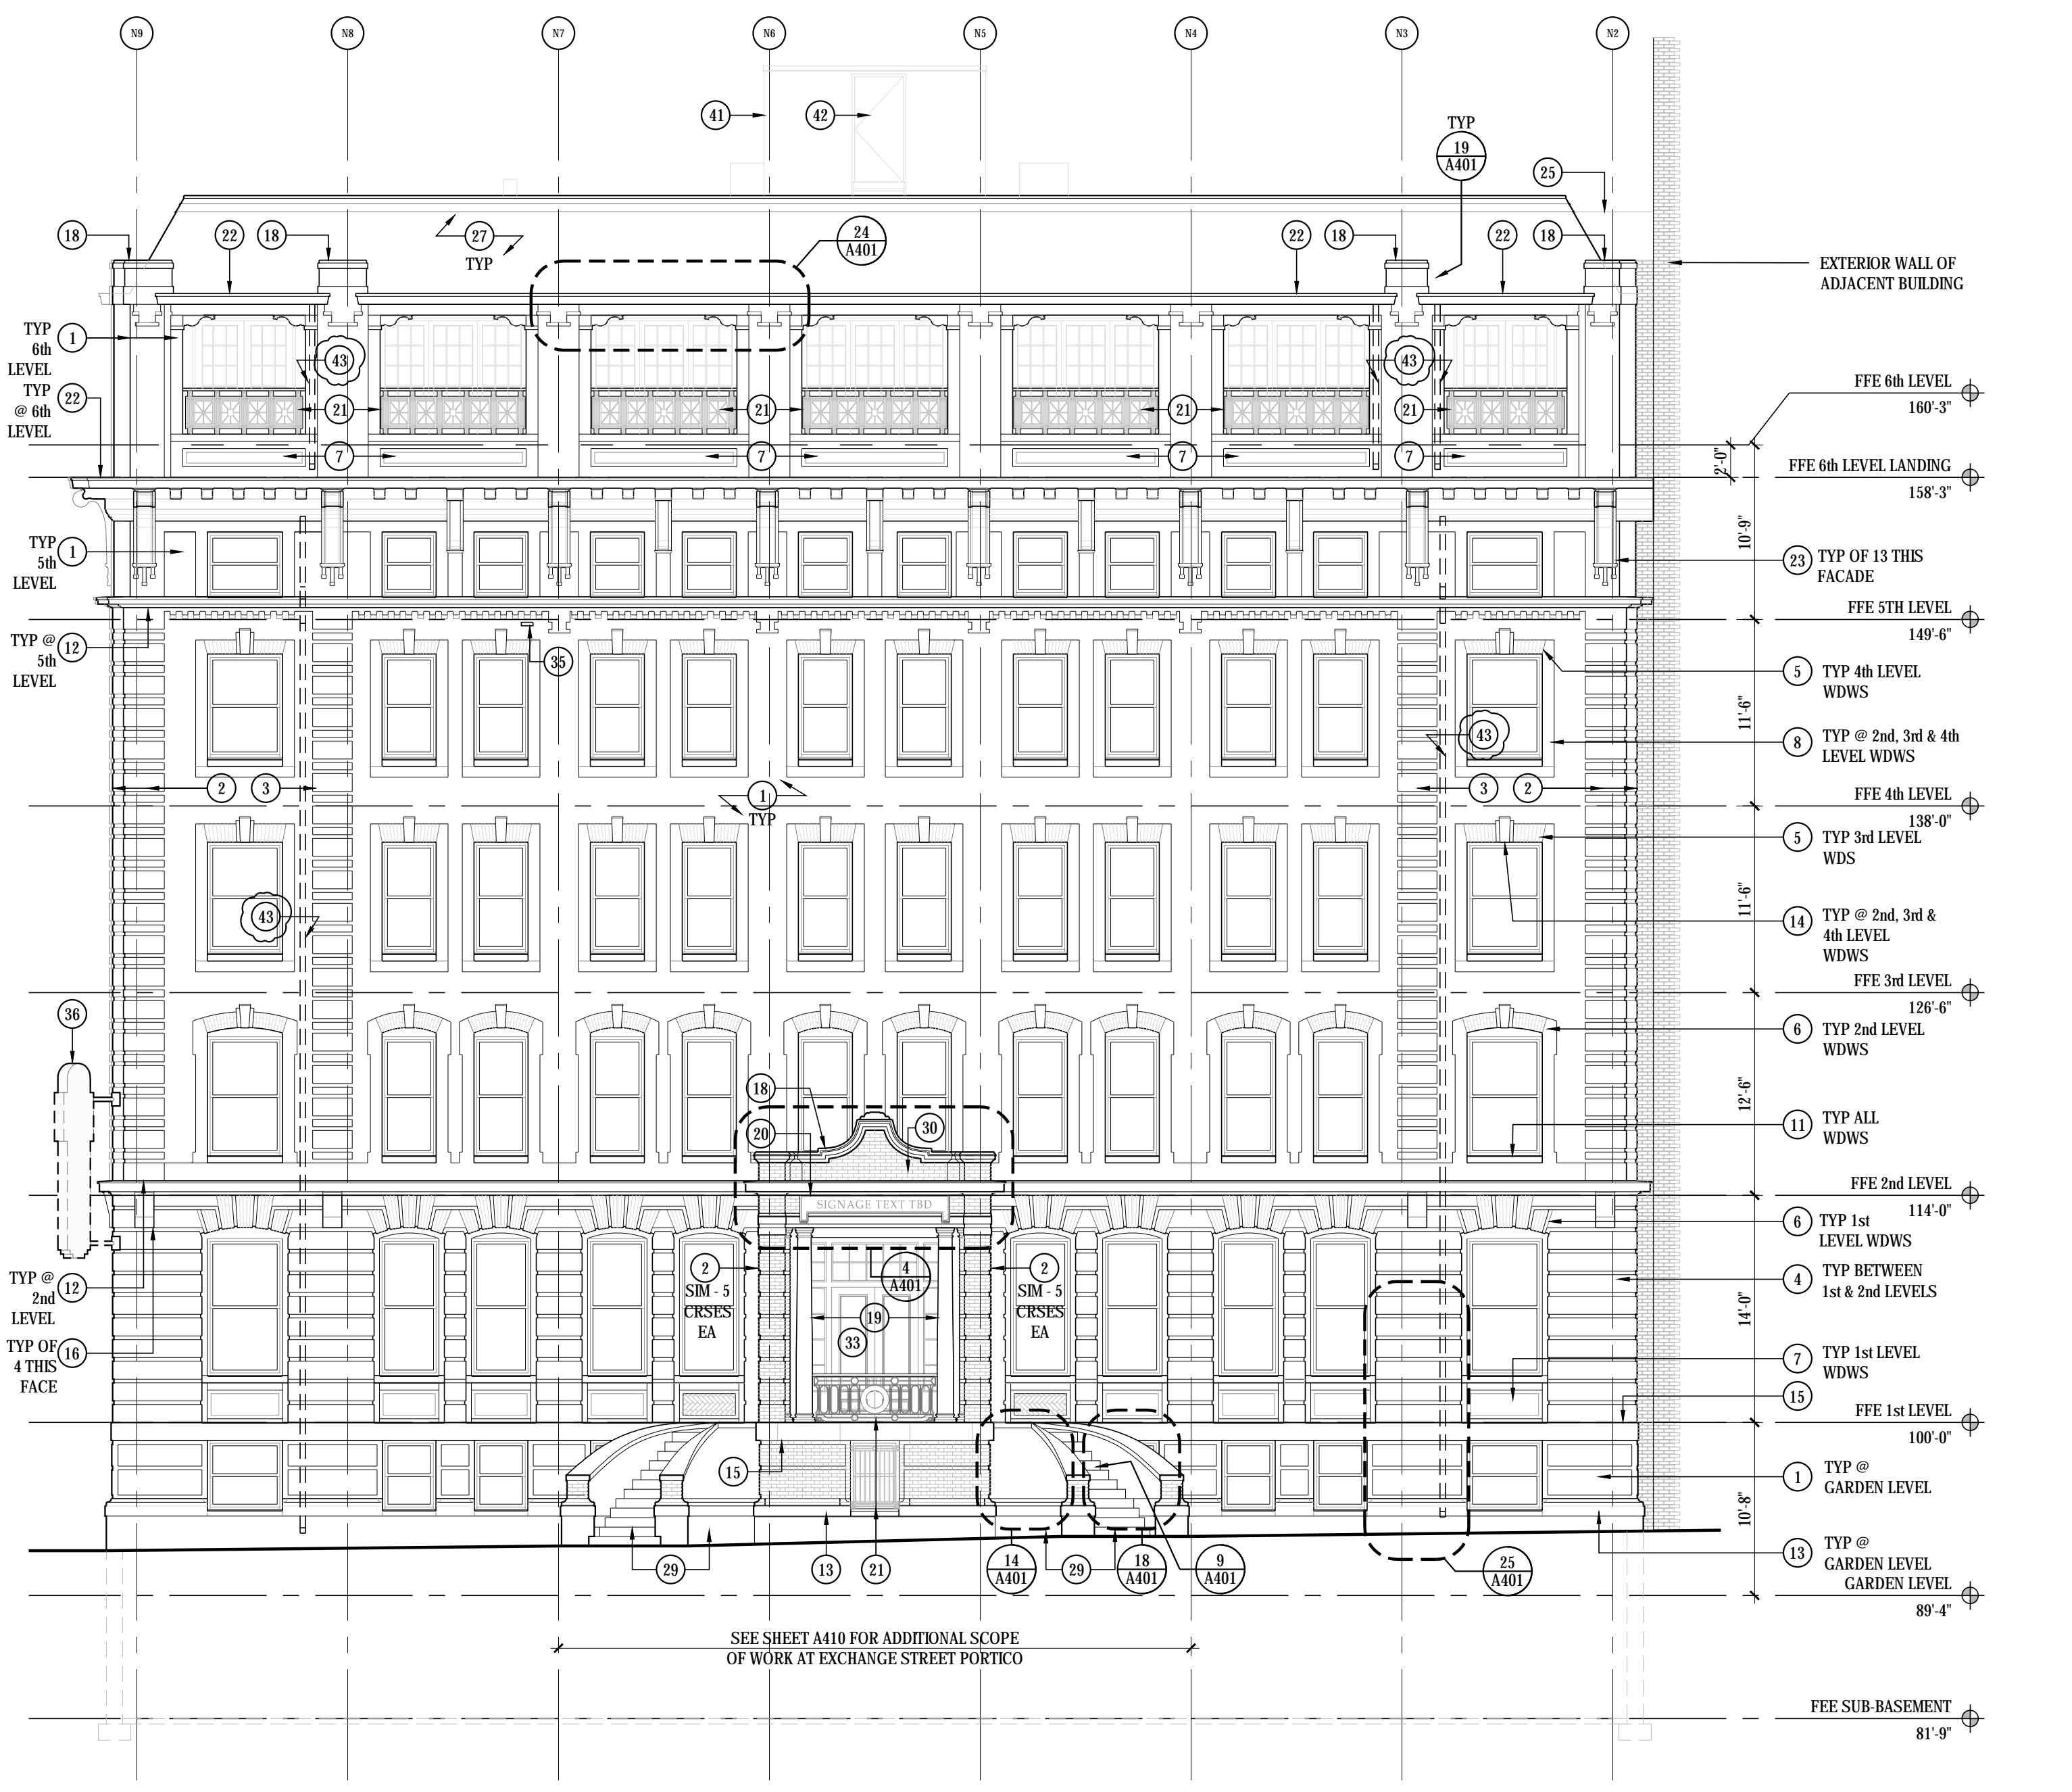 N9 N8 N7 N6 N5 N4 N3 N2
41 42
TYP
19
A401
25
18 22 18 27 22 18 22 18
TYP
24
A401
EXTERIOR WALL OF
ADJACENT BUILDING
TYP
6th
LEVEL
1
43 43
TYP
@ 6th
LEVEL
22
21 21 21 21
FFE 6th LEVEL
160'-3"
7 7 7 7
2'-0"
FFE 6th LEVEL LANDING
158'-3"
10'-9"
TYP
5th
LEVEL
1
23 TYP OF 13 THIS
FACADE
FFE 5TH LEVEL
149'-6"
TYP @
5th
LEVEL
12
35
5 TYP 4th LEVEL
WDWS
11'-6"
43
8 TYP @ 2nd, 3rd & 4th
LEVEL WDWS
2 3 1 3 2
TYP
FFE 4th LEVEL
138'-0"
5 TYP 3rd LEVEL
WDS
11'-6"
43
14 TYP @ 2nd, 3rd &
4th LEVEL
WDWS
FFE 3rd LEVEL
126'-6"
36
6 TYP 2nd LEVEL
WDWS
12'-6"
18
20 30
11 TYP ALL
WDWS
FFE 2nd LEVEL
114'-0"
SIGNAGE TEXT TBD
6 TYP 1st
LEVEL WDWS
2
SIM - 5
CRSES
EA
4
A401
2
SIM - 5
CRSES
EA
TYP @
2nd
LEVEL
12
4 TYP BETWEEN
1st & 2nd LEVELS
14'-0"
19
33
TYP OF
4 THIS
FACE
16
7 TYP 1st LEVEL
WDWS
15
FFE 1st LEVEL
100'-0"
15
1 TYP @
GARDEN LEVEL
10'-8"
29 13 21
14
A401
29
18
A401
9
A401
25
A401
13 TYP @
GARDEN LEVEL
GARDEN LEVEL
89'-4"
SEE SHEET A410 FOR ADDITIONAL SCOPE
OF WORK AT EXCHANGE STREET PORTICO
FEE SUB-BASEMENT
81'-9"